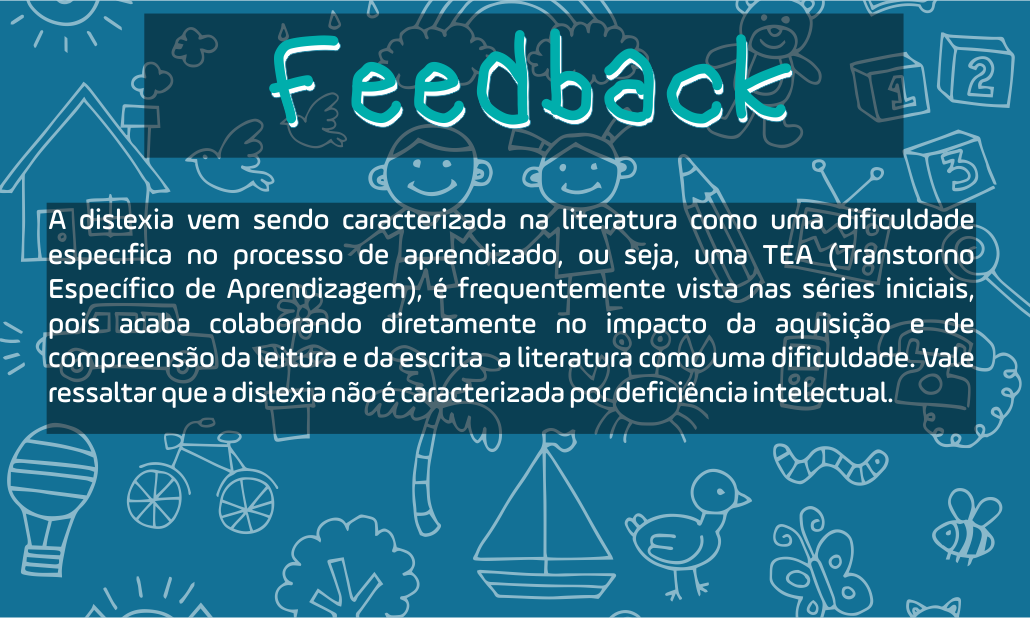 Feedback
1
2
3
A dislexia vem sendo caracterizada na literatura como uma dificuldade
especifica no processo de aprendizado, ou seja, uma TEA (Transtorno
Específico de Aprendizagem), é frequentemente vista nas séries iniciais,
pois acaba colaborando diretamente no impacto da aquisição e de
compreensão da leitura e da escrita  a literatura como uma dificuldade. Vale
ressaltar que a dislexia não é caracterizada por deficiência intelectual.